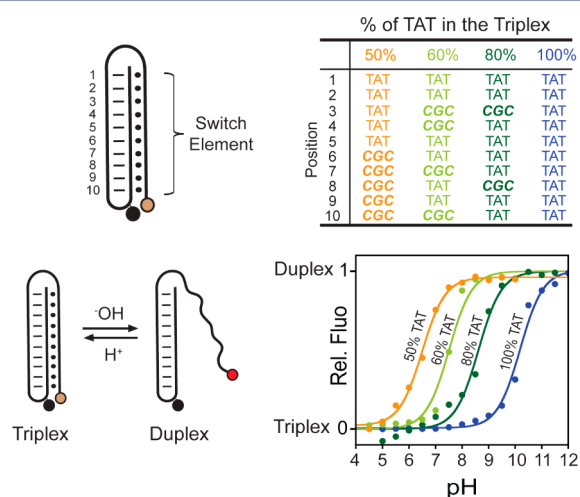 % of TAT in the Triplex
50% 60% 80% 100%
1 TAT TAT TAT TAT
2 TAT TAT TAT TAT
3 TAT CGC CGC TAT
4 TAT CGC TAT TAT
5 TAT TAT TAT TAT
6 CGC TAT TAT TAT
7 CGC CGC TAT TAT
8 CGC TAT CGC TAT
9 CGC TAT TAT TAT
10 CGC CGC TAT TAT
Position
1
2
3
4
5
6
7
8
9
10
Switch
Element
-OH
H+
Triplex
Duplex
Duplex 1
Triplex 0
Rel. Fluo
50% TAT
60% TAT
80% TAT
100% TAT
4 5 6 7 8 9 10 11 12
pH